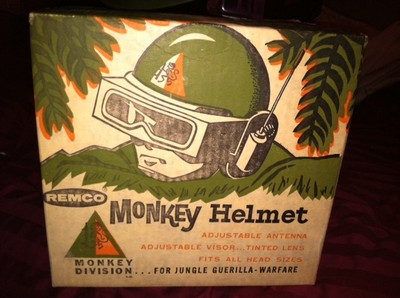 REMCO
MONKEY Helmet
ADJUSTABLE ANTENNA
ADJUSTABLE VISOR...TINTED LENS
FITS ALL HEAD SIZES
MONKEY
DIVISION...FOR JUNGLE GUERILLA-WARFARE